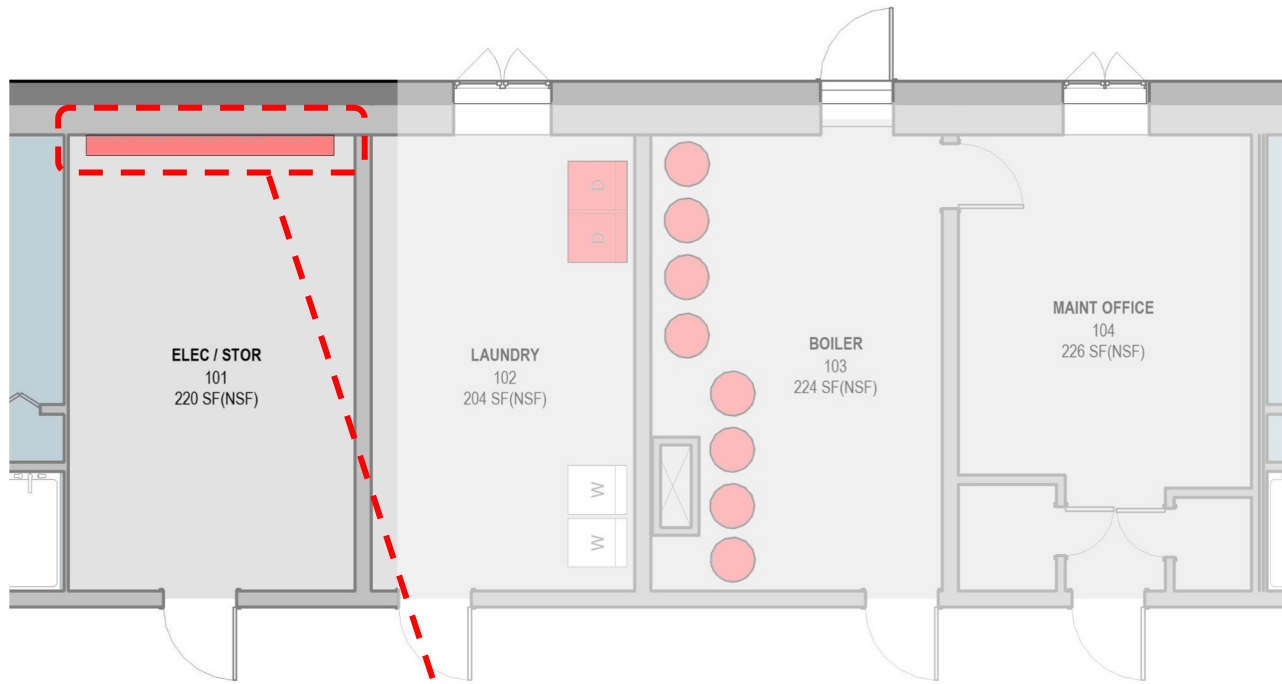 ELEC / STOR
101
220 SF(NSF)
LAUNDRY
102
204 SF(NSF)
BOILER
103
224 SF(NSF)
MAINT OFFICE
104
226 SF(NSF)
D
D
W
W